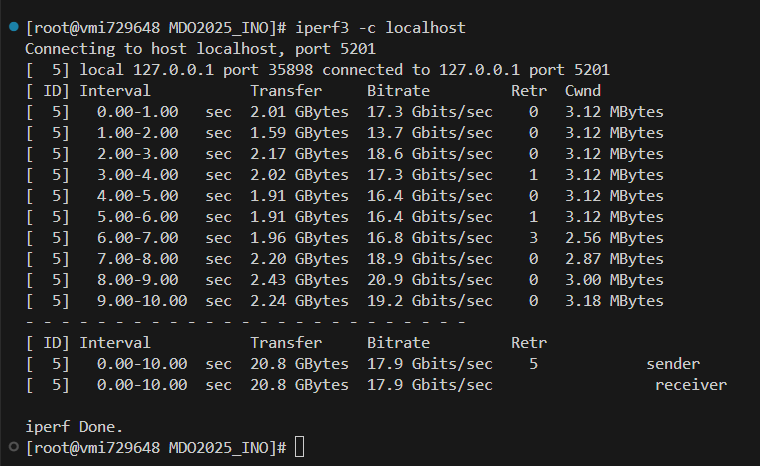 [root@vmi729648 MDO2025_INO]# iperf3 -c localhost
Connecting to host localhost, port 5201
[  5] local 127.0.0.1 port 35898 connected to 127.0.0.1 port 5201
[ ID] Interval           Transfer     Bitrate         Retr  Cwnd
[  5]   0.00-1.00   sec  2.01 GBytes  17.3 Gbits/sec    0   3.12 MBytes
[  5]   1.00-2.00   sec  1.59 GBytes  13.7 Gbits/sec    0   3.12 MBytes
[  5]   2.00-3.00   sec  2.17 GBytes  18.6 Gbits/sec    0   3.12 MBytes
[  5]   3.00-4.00   sec  2.02 GBytes  17.3 Gbits/sec    1   3.12 MBytes
[  5]   4.00-5.00   sec  1.91 GBytes  16.4 Gbits/sec    0   3.12 MBytes
[  5]   5.00-6.00   sec  1.91 GBytes  16.4 Gbits/sec    1   3.12 MBytes
[  5]   6.00-7.00   sec  1.96 GBytes  16.8 Gbits/sec    3   2.56 MBytes
[  5]   7.00-8.00   sec  2.20 GBytes  18.9 Gbits/sec    0   2.87 MBytes
[  5]   8.00-9.00   sec  2.43 GBytes  20.9 Gbits/sec    0   3.00 MBytes
[  5]   9.00-10.00  sec  2.24 GBytes  19.2 Gbits/sec    0   3.18 MBytes
- - - - - - - - - - - - - - - - - - - - - - - - -
[ ID] Interval           Transfer     Bitrate         Retr
[  5]   0.00-10.00  sec  20.8 GBytes  17.9 Gbits/sec    5             sender
[  5]   0.00-10.00  sec  20.8 GBytes  17.9 Gbits/sec                  receiver

iperf Done.
[root@vmi729648 MDO2025_INO]#